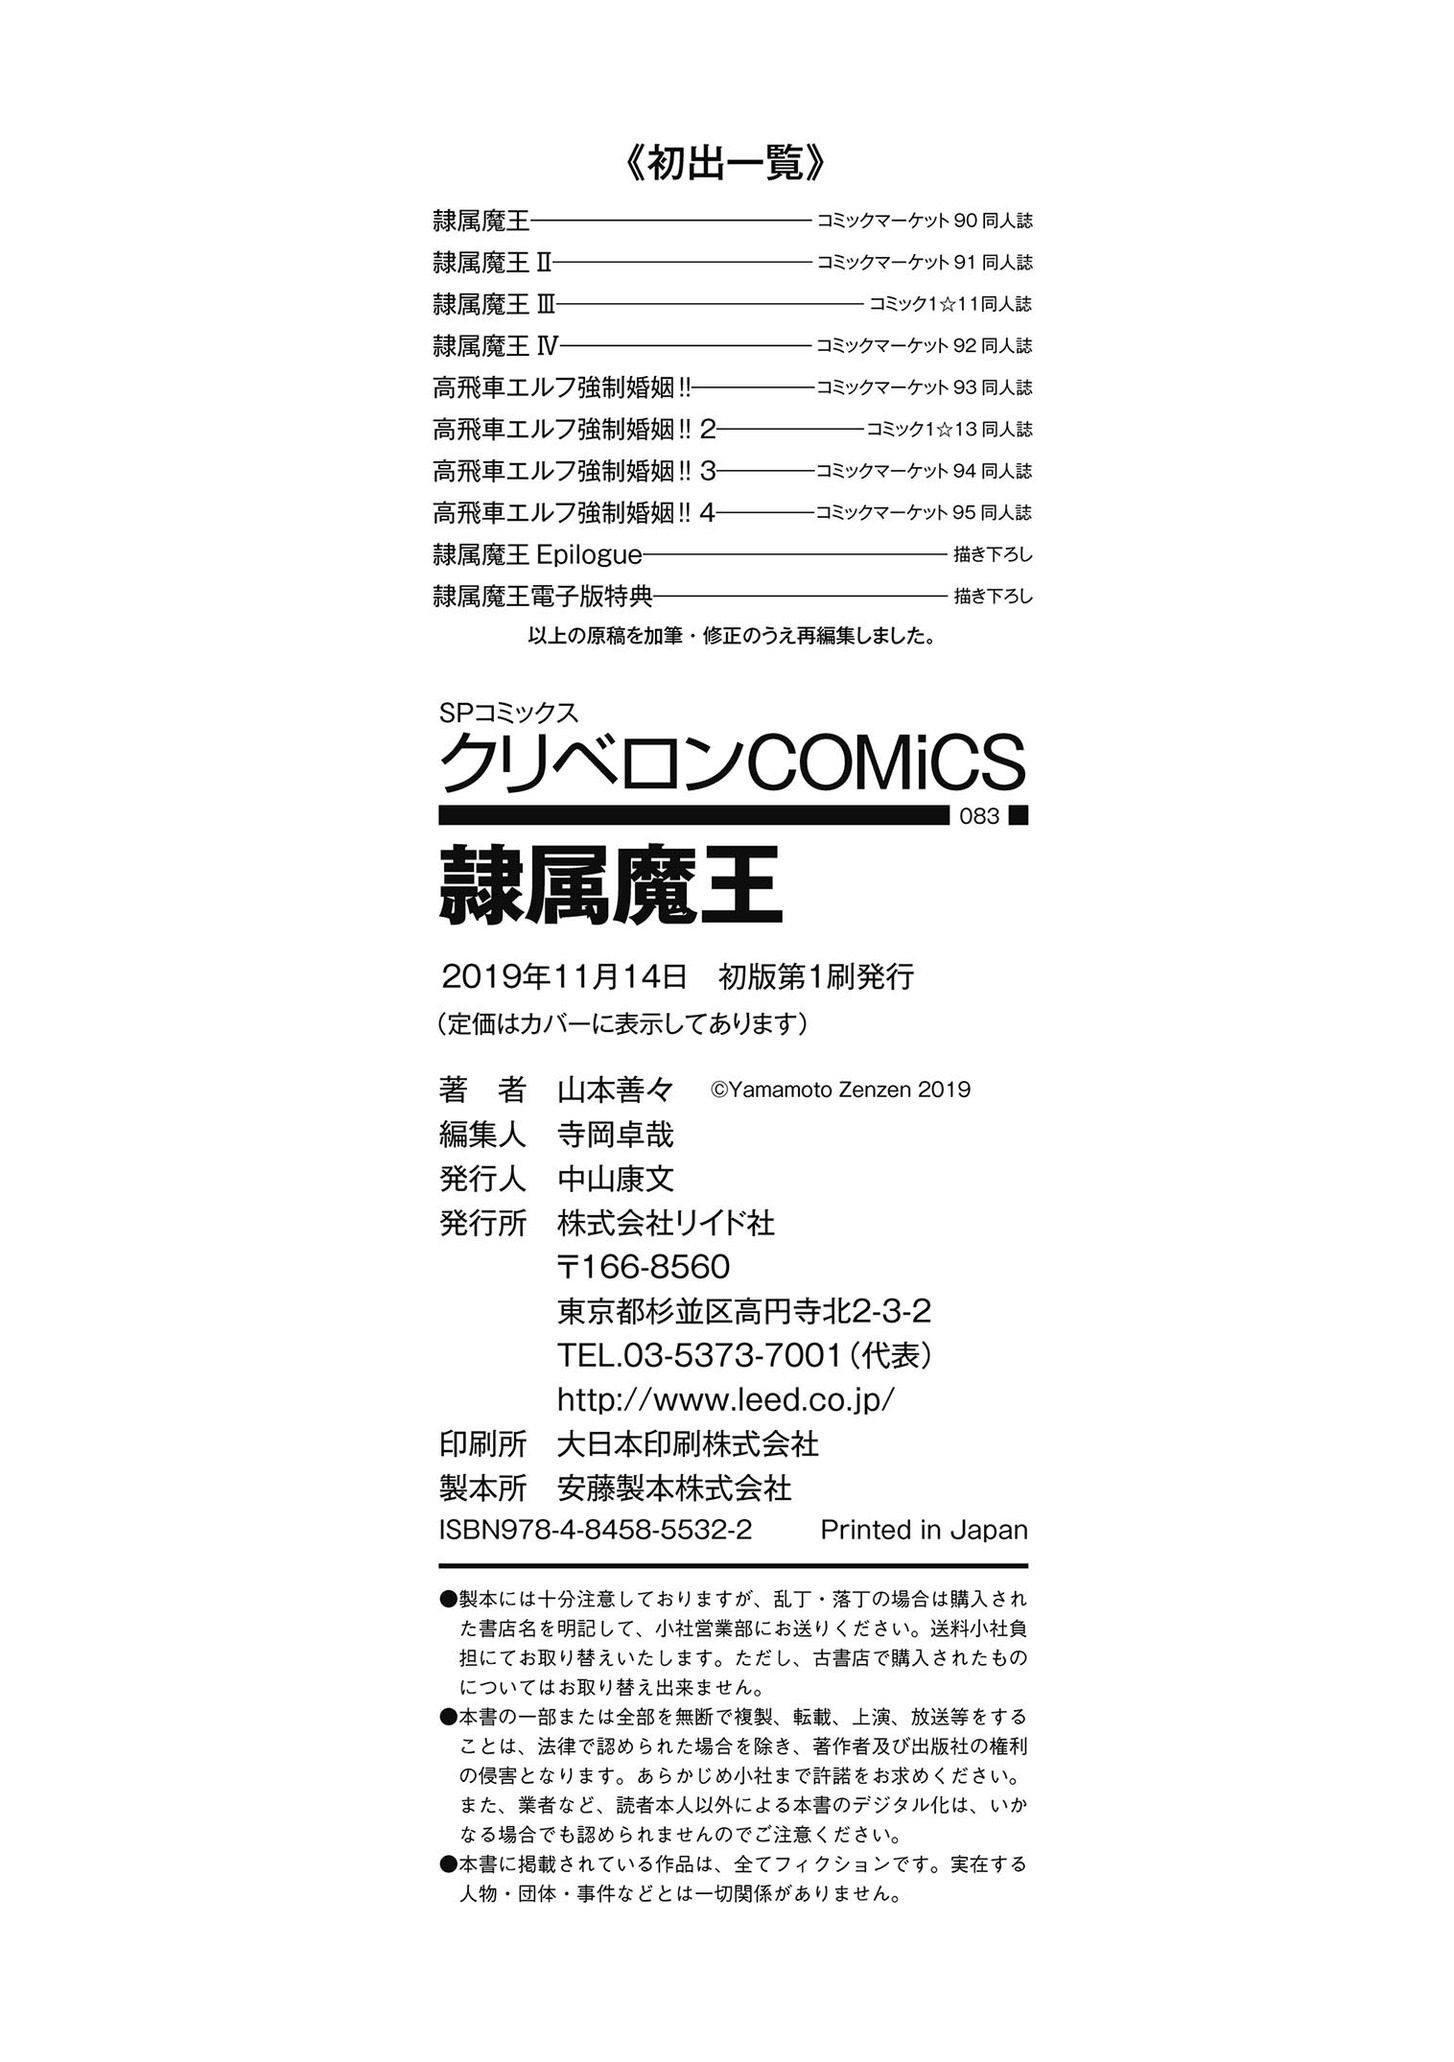 《初出一覧》
隷属魔王――コミックマーケット 90 同人誌
隷属魔王 Ⅱ――コミックマーケット 91 同人誌
隷属魔王 Ⅲ――コミック1☆11同人誌
隷属魔王 Ⅳ――コミックマーケット 92 同人誌
高飛車エルフ強制婚姻!!――コミックマーケット 93 同人誌
高飛車エルフ強制婚姻!! 2――コミック1☆13 同人誌
高飛車エルフ強制婚姻!! 3――コミックマーケット 94 同人誌
高飛車エルフ強制婚姻!! 4――コミックマーケット 95 同人誌
隷属魔王 Epilogue――描き下ろし
隷属魔王電子版特典――描き下ろし
以上の原稿を加筆・修正のうえ再編集しました。
SPコミックス
クリベロンCOMiCS
083
隷属魔王
2019年11月14日　初版第1刷発行
（定価はカバーに表示してあります）
著　者　山本善々　©Yamamoto Zenzen 2019
編集人　寺岡卓哉
発行人　中山康文
発行所　株式会社リイド社
〒166-8560
東京都杉並区高円寺北2-3-2
TEL.03-5373-7001（代表）
http://www.leed.co.jp/
印刷所　大日本印刷株式会社
製本所　安藤製本株式会社
ISBN978-4-8458-5532-2　Printed in Japan
●製本には十分注意しておりますが、乱丁・落丁の場合は購入され
た書店名を明記して、小社営業部にお送りください。送料小社負
担にてお取り替えいたします。ただし、古書店で購入されたもの
についてはお取り替え出来ません。
●本書の一部または全部を無断で複製、転載、上演、放送等をする
ことは、法律で認められた場合を除き、著作者及び出版社の権利
の侵害となります。あらかじめ小社まで許諾をお求めください。
また、業者など、読者本人以外による本書のデジタル化は、いか
なる場合でも認められませんのでご注意ください。
●本書に掲載されている作品は、全てフィクションです。実在する
人物・団体・事件などとは一切関係がありません。